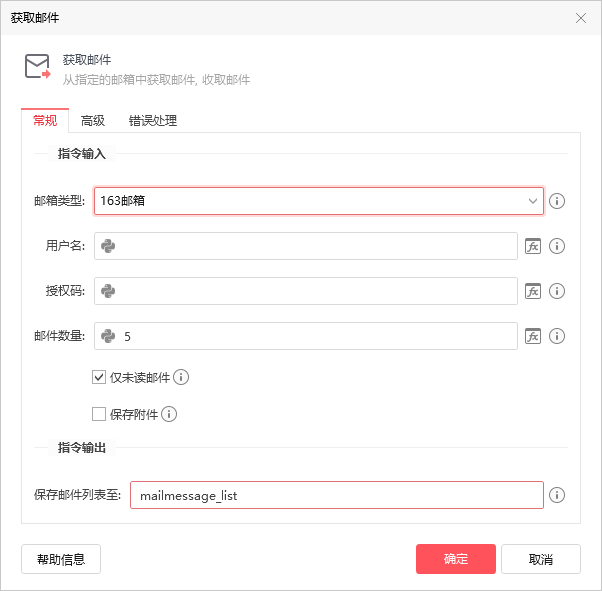 获取邮件
获取邮件
从指定的邮箱中获取邮件, 收取邮件
常规 高级 错误处理
指令输入
邮箱类型: 163邮箱
用户名:
授权码:
邮件数量: 5
仅未读邮件
保存附件
指令输出
保存邮件列表至: mailmessage_list
帮助信息 确定 取消